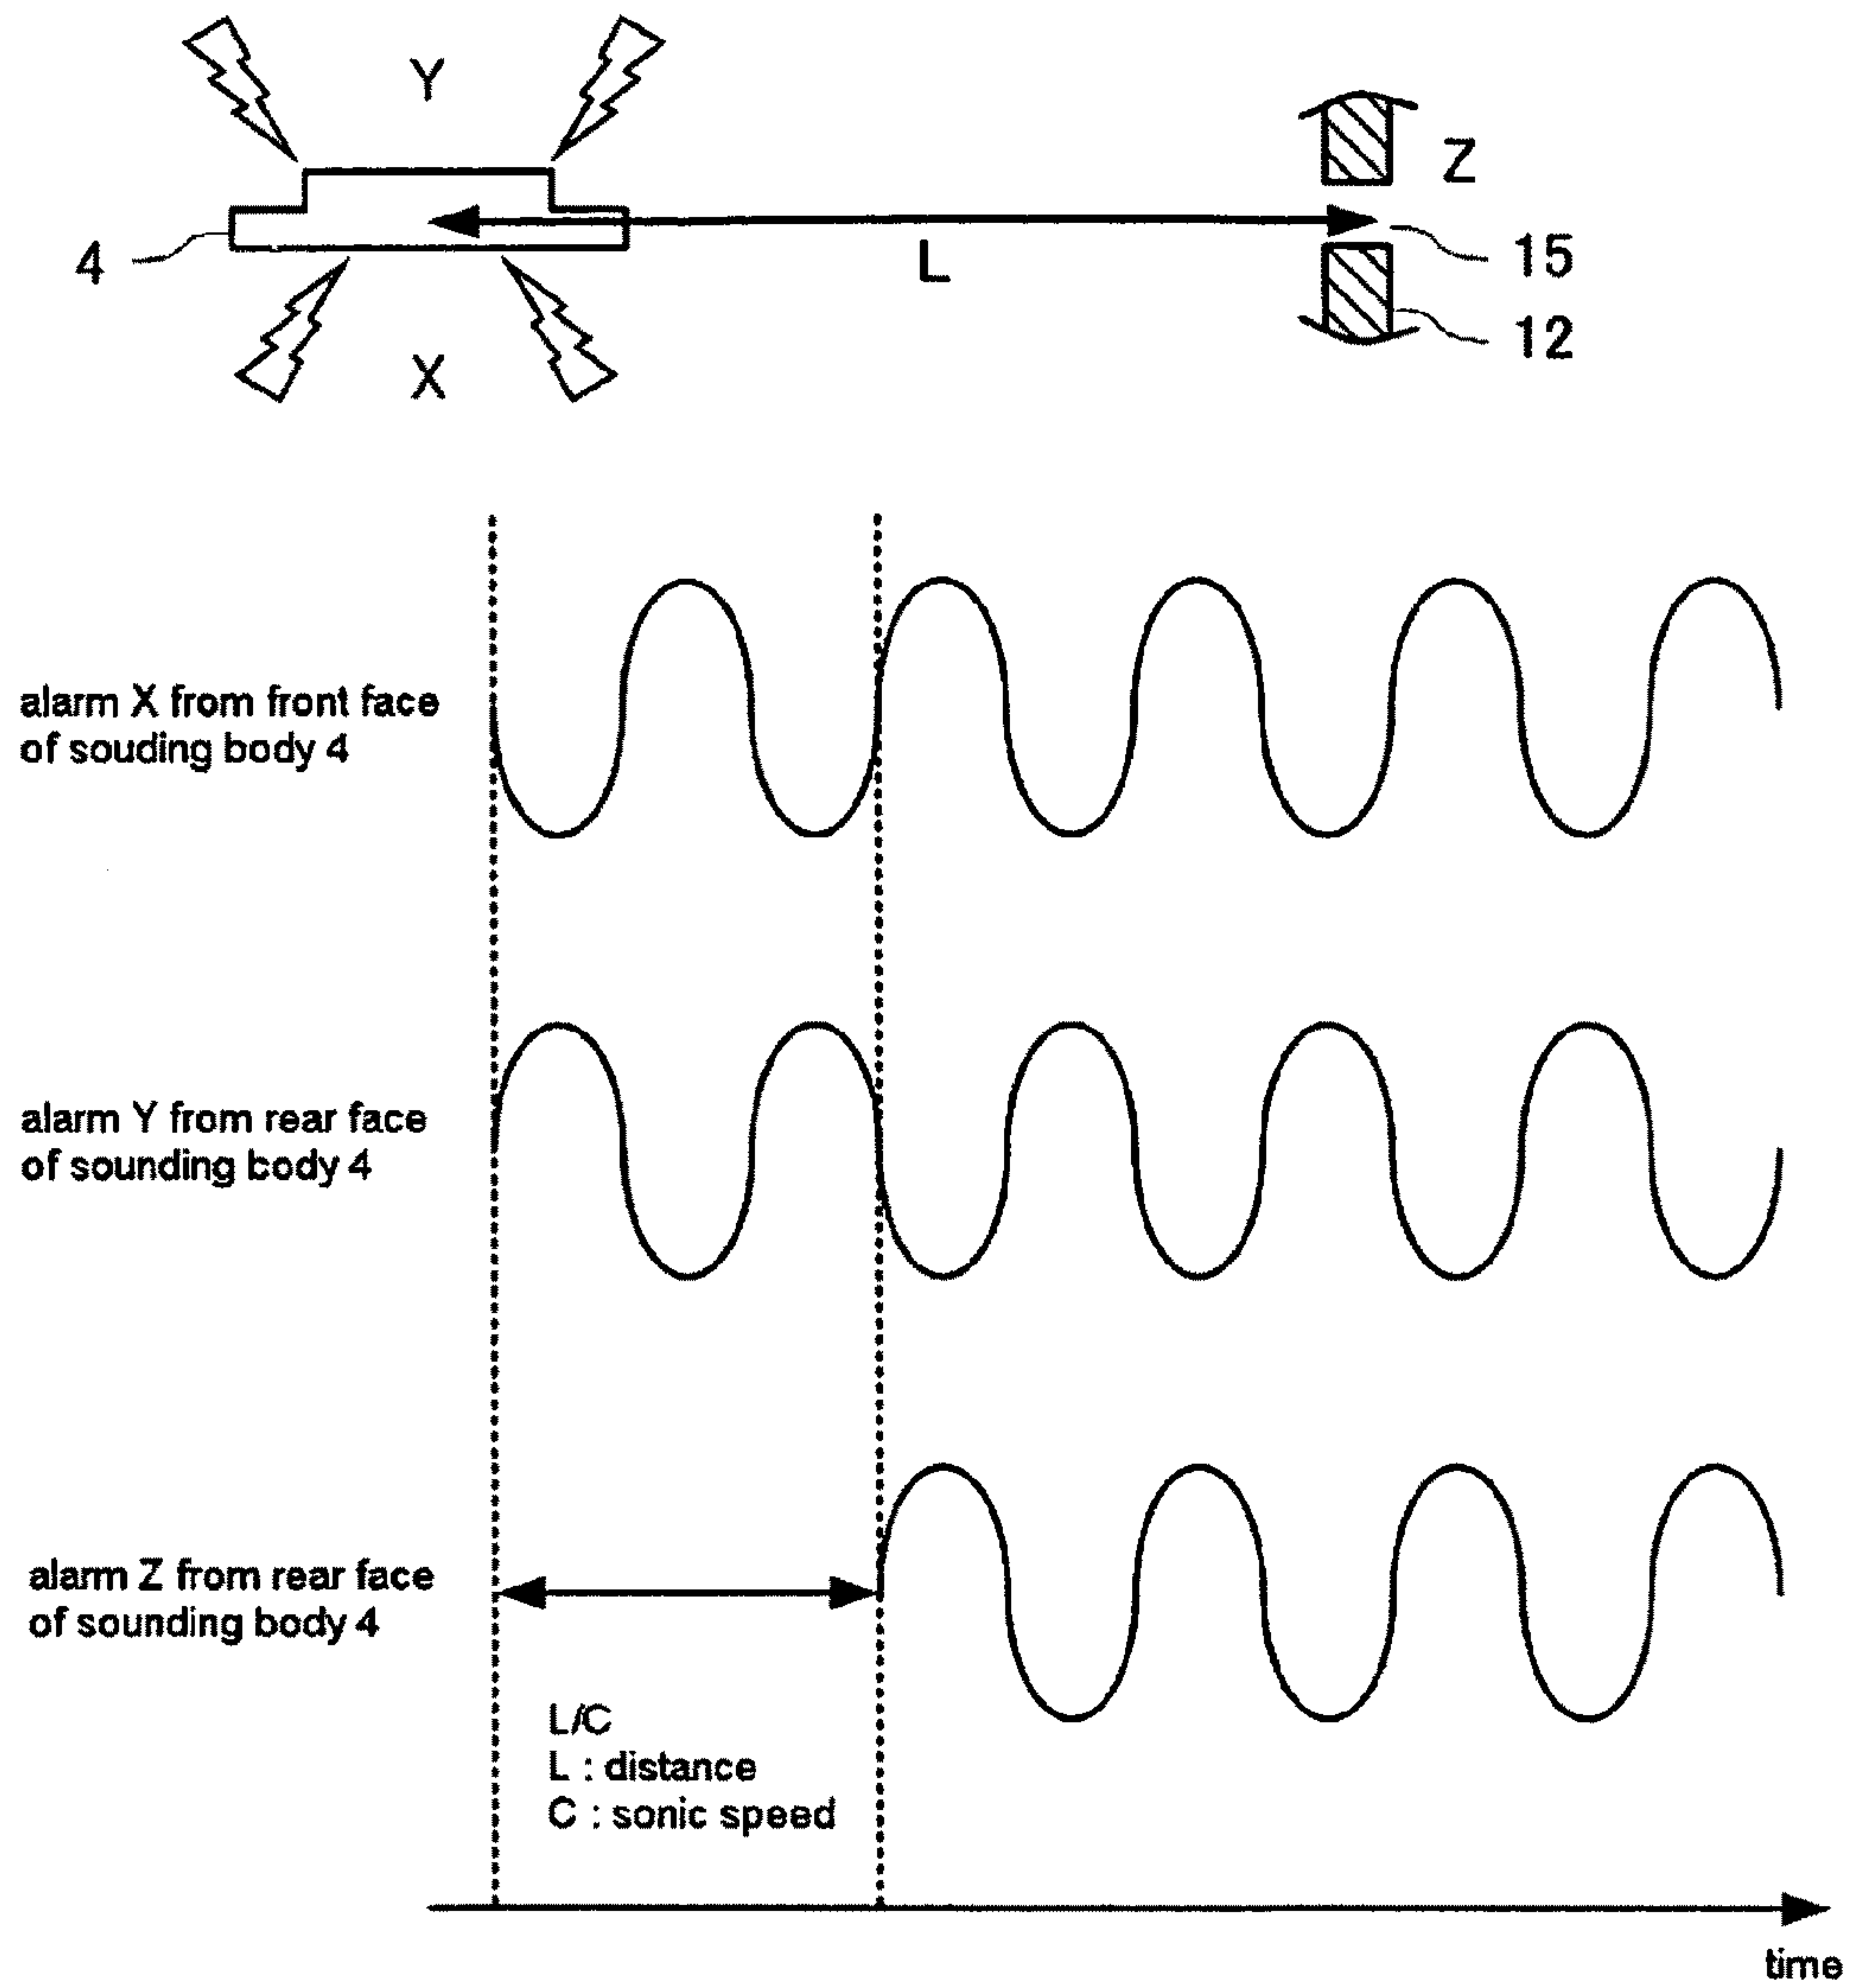 Y
Z
4
L
15
12
X
alarm X from front face
of souding body 4
alarm Y from rear face
of sounding body 4
alarm Z from rear face
of sounding body 4
L/C
L : distance
C : sonic speed
time